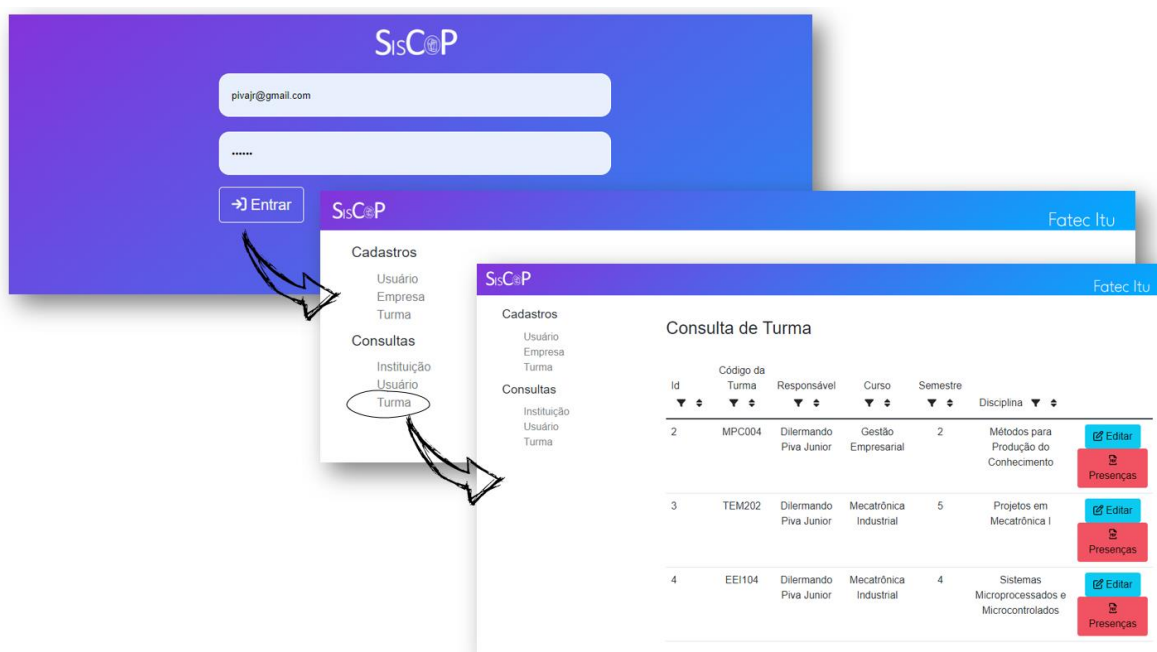 SISCOP
pivajr@gmail.com
••••••
Entrar
SISCOP
Fatec Itu
Cadastros
Usuário
Empresa
Turma
Consultas
Instituição
Usuário
Turma
SISCOP
Fatec Itu
Cadastros
Usuário
Empresa
Turma
Consultas
Instituição
Usuário
Turma
Consulta de Turma
Id
Código da
Turma
Responsável
Curso
Semestre
Disciplina
2
MPC004
Dilermando
Piva Junior
Gestão
Empresarial
2
Métodos para
Produção do
Conhecimento
Editar
Presenças
3
TEM202
Dilermando
Piva Junior
Mecatrônica
Industrial
5
Projetos em
Mecatrônica I
Editar
Presenças
4
EEI104
Dilermando
Piva Junior
Mecatrônica
Industrial
4
Sistemas
Microprocessados e
Microcontrolados
Editar
Presenças